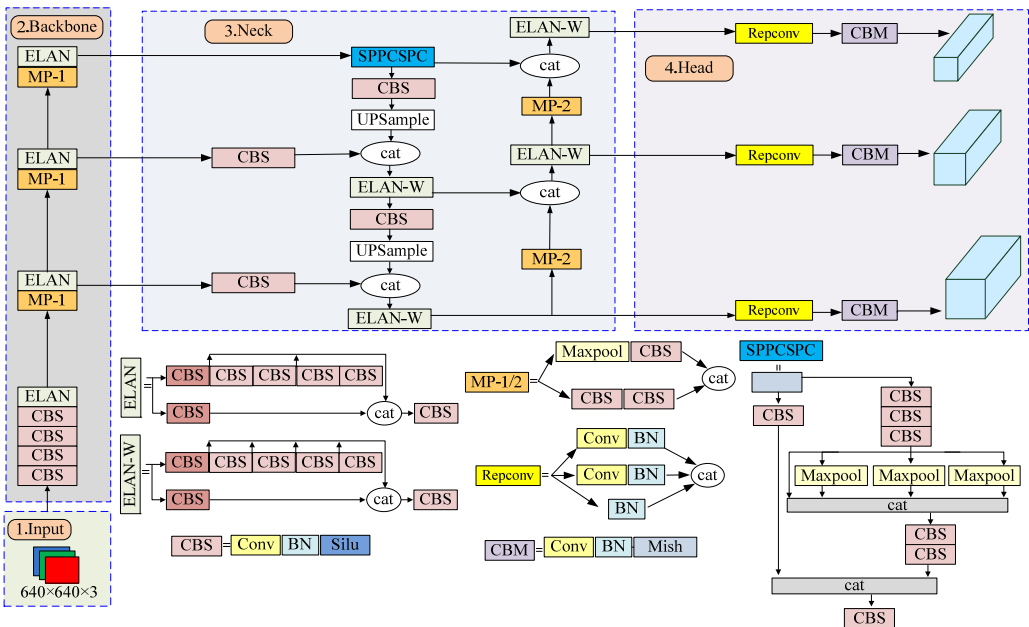 2.Backbone
ELAN
MP-1
ELAN
MP-1
ELAN
MP-1
ELAN
CBS
CBS
CBS
CBS
1.Input
640×640×3
3.Neck
SPPCSPC
CBS
UPSample
CBS
cat
ELAN-W
CBS
UPSample
CBS
cat
ELAN-W
ELAN-W
cat
MP-2
ELAN-W
cat
MP-2
4.Head
Repconv CBM
Repconv CBM
Repconv CBM
ELAN
=
CBS CBS CBS CBS CBS
CBS cat CBS
ELAN-W
=
CBS CBS CBS CBS CBS
CBS cat CBS
CBS = Conv BN Silu
MP-1/2 =
Maxpool CBS
CBS CBS
cat
Repconv =
Conv BN
Conv BN
BN
cat
CBM = Conv BN Mish
SPPCSPC
=
CBS
CBS
CBS
CBS
Maxpool Maxpool Maxpool
cat
CBS
CBS
cat
CBS